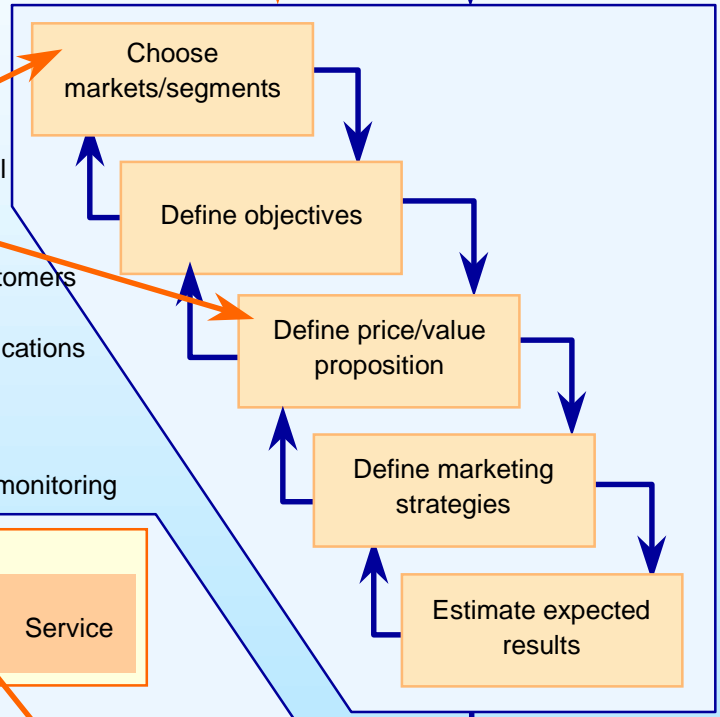 Choose
markets/segments
l
Define objectives
tomers
Define price/value
proposition
cations
Define marketing
strategies
monitoring
Estimate expected
results
Service